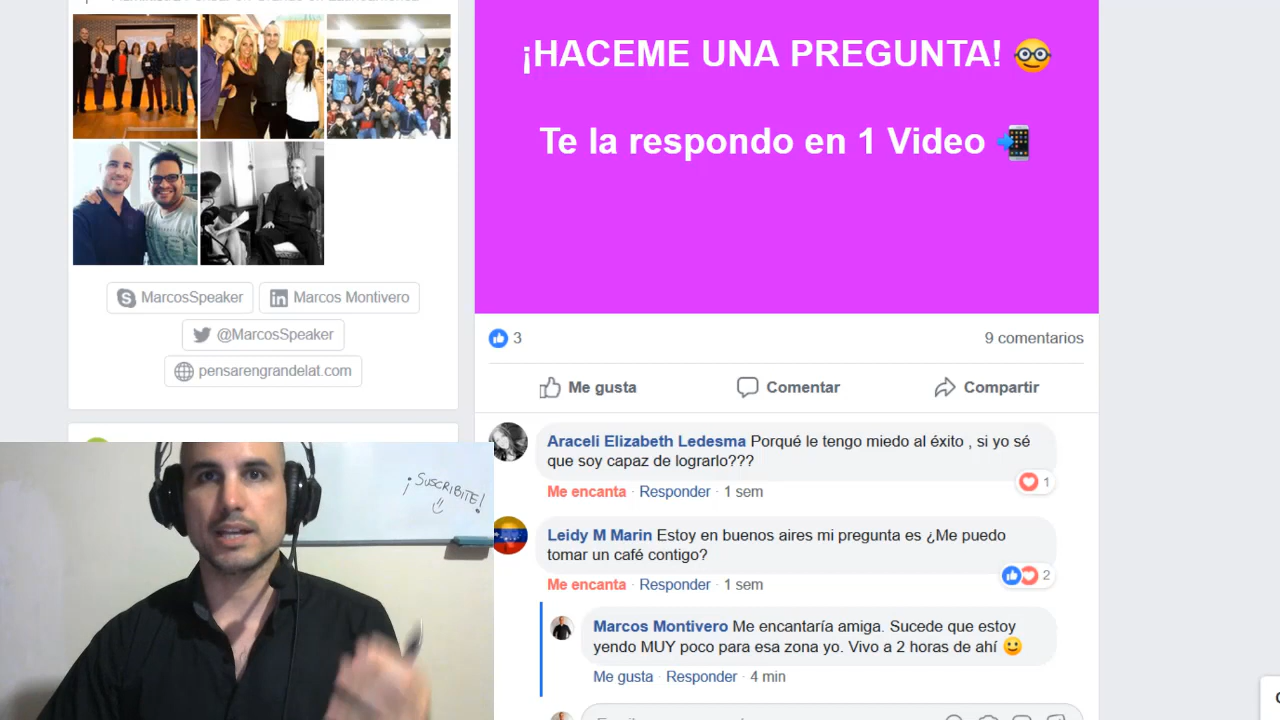 ¡HACEME UNA PREGUNTA! 🤓
Te la respondo en 1 Video 📲
MarcosSpeaker
Marcos Montivero
@MarcosSpeaker
pensarengrandelat.com
3
9 comentarios
Me gusta
Comentar
Compartir
Araceli Elizabeth Ledesma Porqué le tengo miedo al éxito , si yo sé
que soy capaz de lograrlo???
1
Me encanta · Responder · 1 sem
Leidy M Marin Estoy en buenos aires mi pregunta es ¿Me puedo
tomar un café contigo?
2
Me encanta · Responder · 1 sem
Marcos Montivero Me encantaría amiga. Sucede que estoy
yendo MUY poco para esa zona yo. Vivo a 2 horas de ahí 🙂
Me gusta · Responder · 4 min
¡SUSCRIBITE!